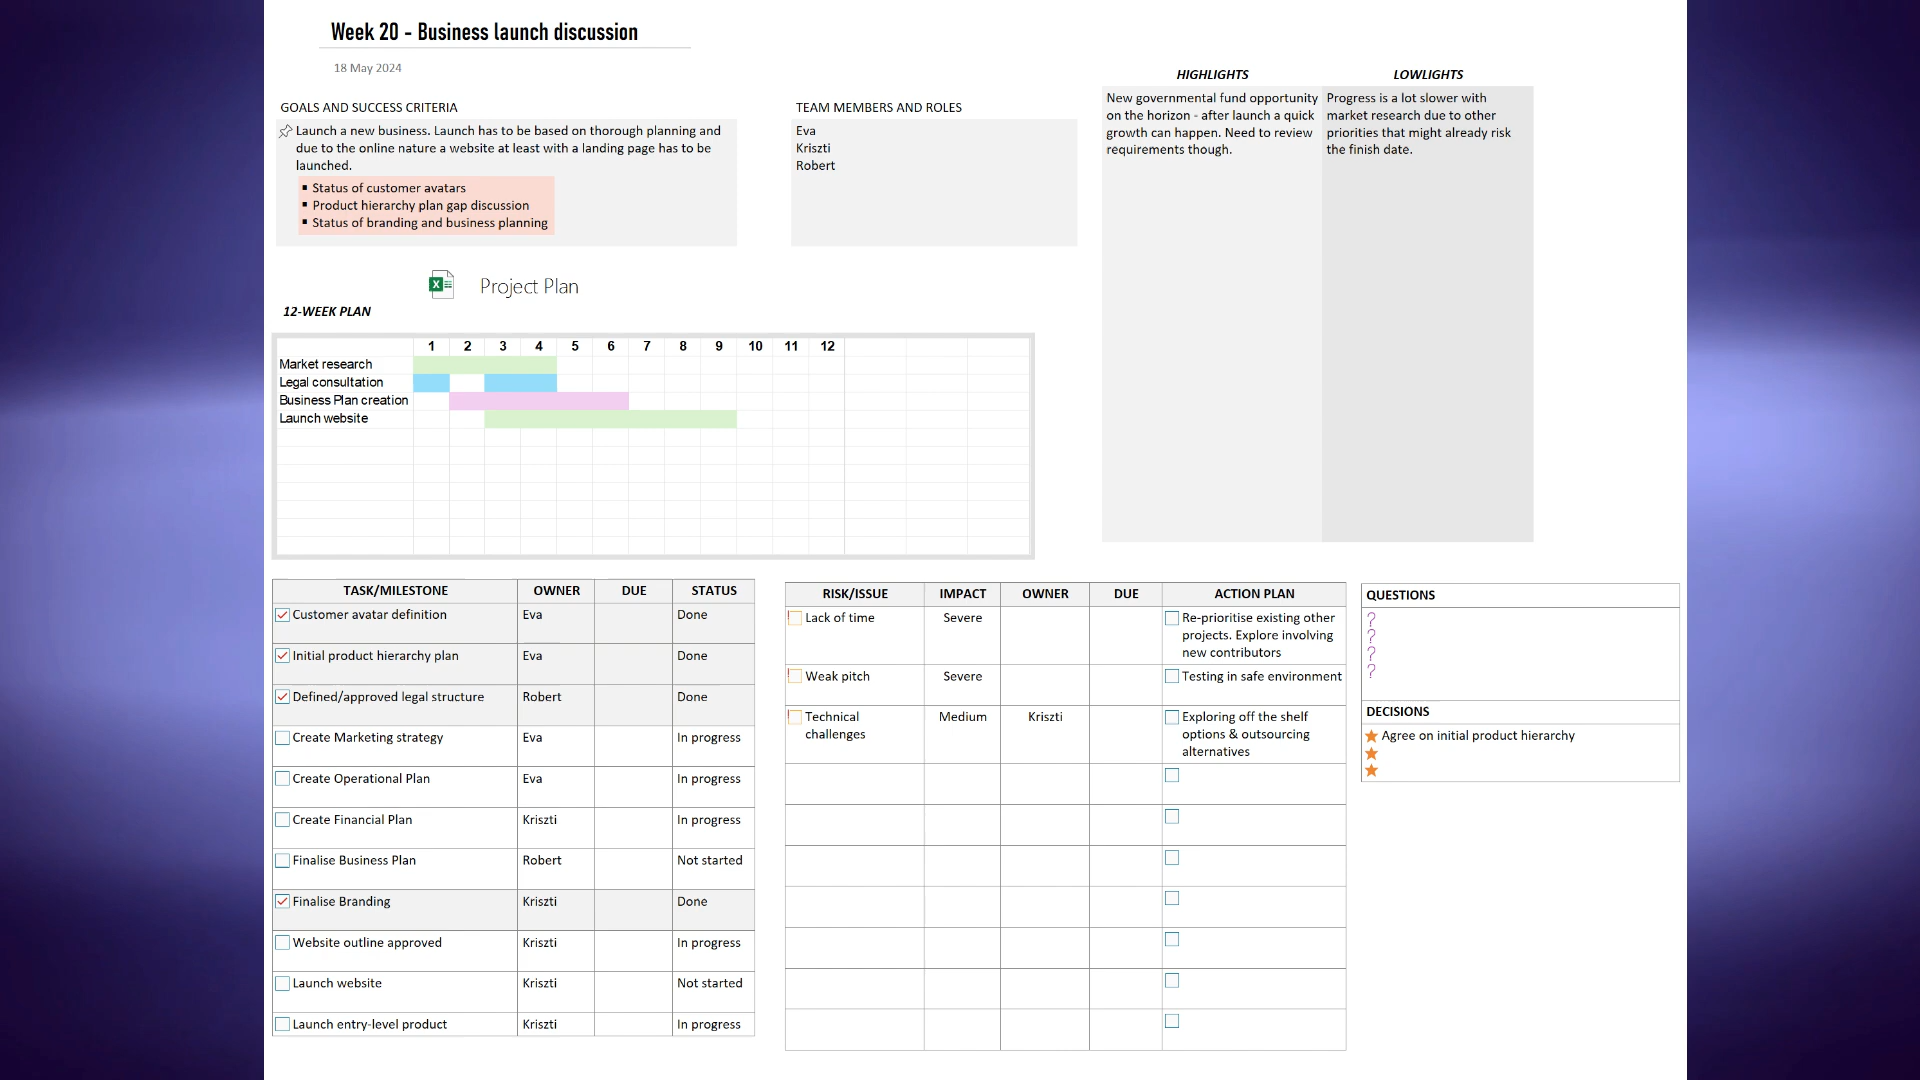 Week 20 - Business launch discussion
18 May 2024
GOALS AND SUCCESS CRITERIA
Launch a new business. Launch has to be based on thorough planning and
due to the online nature a website at least with a landing page has to be
launched.
▪ Status of customer avatars
▪ Product hierarchy plan gap discussion
▪ Status of branding and business planning
TEAM MEMBERS AND ROLES
Eva
Kriszti
Robert
HIGHLIGHTS
New governmental fund opportunity
on the horizon - after launch a quick
growth can happen. Need to review
requirements though.
LOWLIGHTS
Progress is a lot slower with
market research due to other
priorities that might already risk
the finish date.
Project Plan
12-WEEK PLAN
1 2 3 4 5 6 7 8 9 10 11 12
Market research
Legal consultation
Business Plan creation
Launch website
TASK/MILESTONE OWNER DUE STATUS
Customer avatar definition Eva Done
Initial product hierarchy plan Eva Done
Defined/approved legal structure Robert Done
Create Marketing strategy Eva In progress
Create Operational Plan Eva In progress
Create Financial Plan Kriszti In progress
Finalise Business Plan Robert Not started
Finalise Branding Kriszti Done
Website outline approved Kriszti In progress
Launch website Kriszti Not started
Launch entry-level product Kriszti In progress
RISK/ISSUE IMPACT OWNER DUE ACTION PLAN
Lack of time Severe Re-prioritise existing other
projects. Explore involving
new contributors
Weak pitch Severe Testing in safe environment
Technical Medium Kriszti Exploring off the shelf
challenges options & outsourcing
alternatives
QUESTIONS
?
?
?
?
DECISIONS
Agree on initial product hierarchy